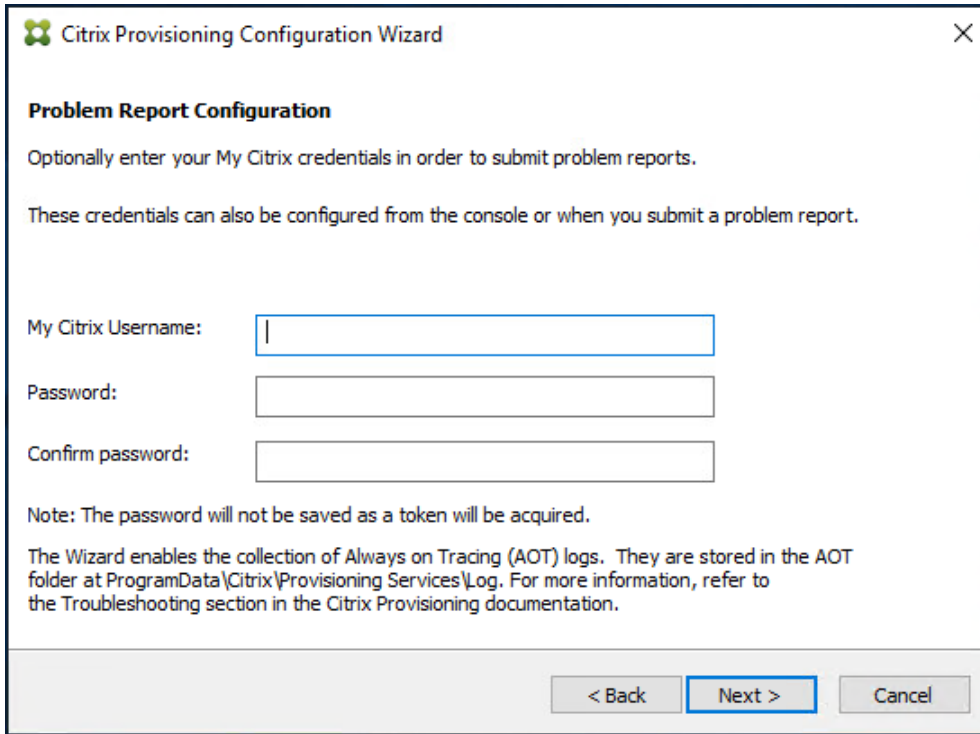 Citrix Provisioning Configuration Wizard
Problem Report Configuration
Optionally enter your My Citrix credentials in order to submit problem reports.
These credentials can also be configured from the console or when you submit a problem report.
My Citrix Username:
Password:
Confirm password:
Note: The password will not be saved as a token will be acquired.
The Wizard enables the collection of Always on Tracing (AOT) logs.  They are stored in the AOT
folder at ProgramData\Citrix\Provisioning Services\Log. For more information, refer to
the Troubleshooting section in the Citrix Provisioning documentation.
< Back Next > Cancel